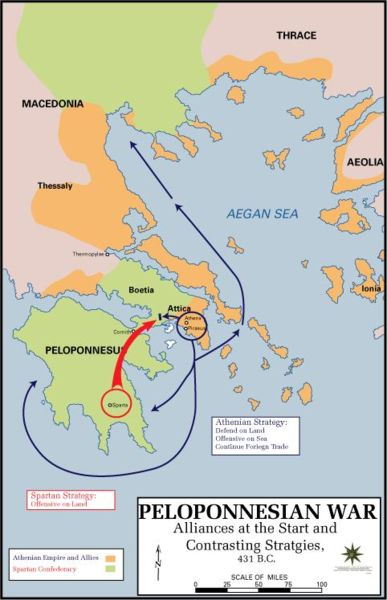 THRACE
MACEDONIA
AEOLIA
Thessaly
AEGAN SEA
Thermopylae
Ionia
Boetia
Attica
Athens
Piraeus
Corinth
PELOPONNESUS
Sparta
Athenian Strategy:
Defend on Land
Offensive on Sea
Continue Foriegn Trade
Spartan Strategy:
Offensive on Land
PELOPONNESIAN WAR
Alliances at the Start and
Contrasting Stratgies,
431 B.C.
N
SCALE OF MILES
0 25 50 75 100
Athenian Empire and Allies
Spartan Confederacy